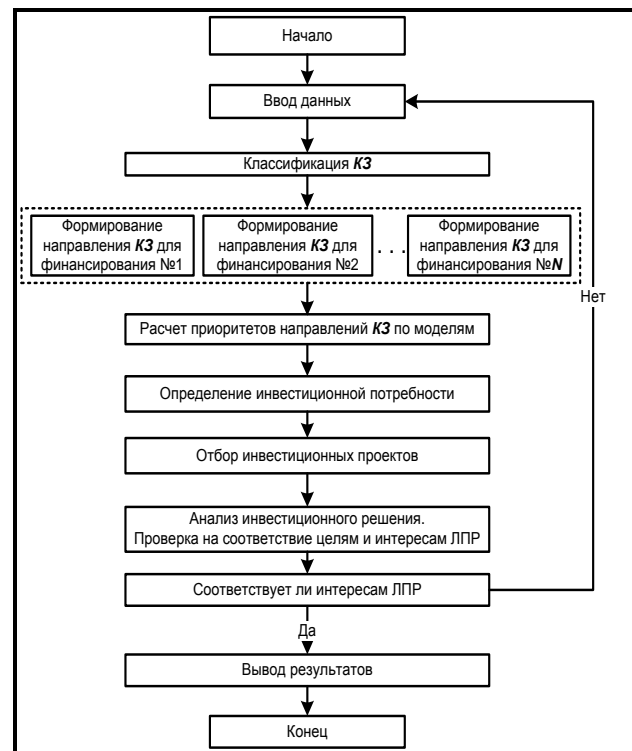 Начало
Ввод данных
Классификация КЗ
Формирование
направления КЗ для
финансирования №1
Формирование
направления КЗ для
финансирования №2
. . .
Формирование
направления КЗ для
финансирования №N
Нет
Расчет приоритетов направлений КЗ по моделям
Определение инвестиционной потребности
Отбор инвестиционных проектов
Анализ инвестиционного решения.
Проверка на соответствие целям и интересам ЛПР
Соответствует ли интересам ЛПР
Да
Вывод результатов
Конец